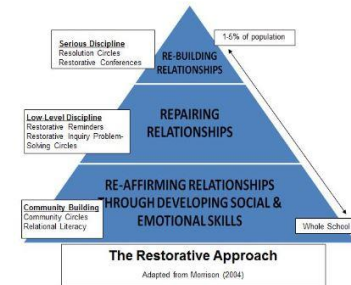 Serious Discipline
Resolution Circles
Restorative Conferences
RE-BUILDING
RELATIONSHIPS
1-5% of population
Low-Level Discipline
Restorative Reminders
Restorative Inquiry Problem-
Solving Circles
REPAIRING
RELATIONSHIPS
Community Building
Community Circles
Relational Literacy
RE-AFFIRMING RELATIONSHIPS
THROUGH DEVELOPING SOCIAL &
EMOTIONAL SKILLS
Whole School
The Restorative Approach
Adapted from Morrison (2004)